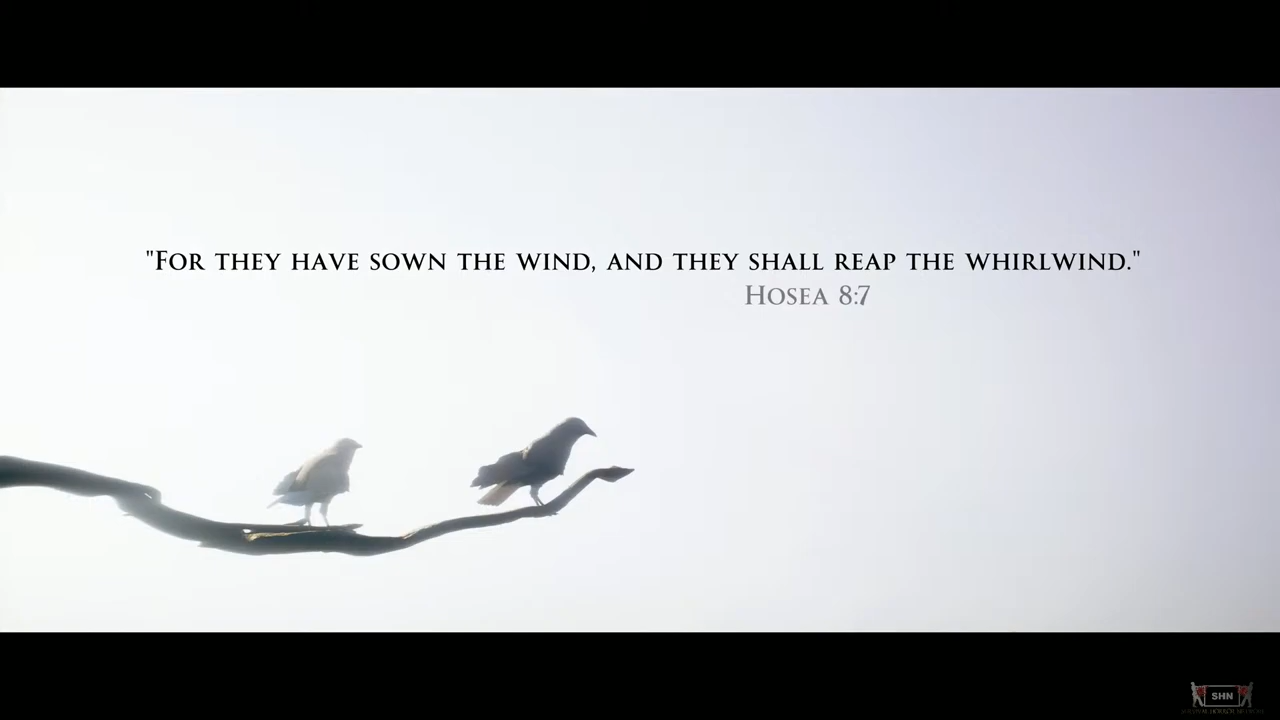 "For they have sown the wind, and they shall reap the whirlwind."
Hosea 8:7
SHN